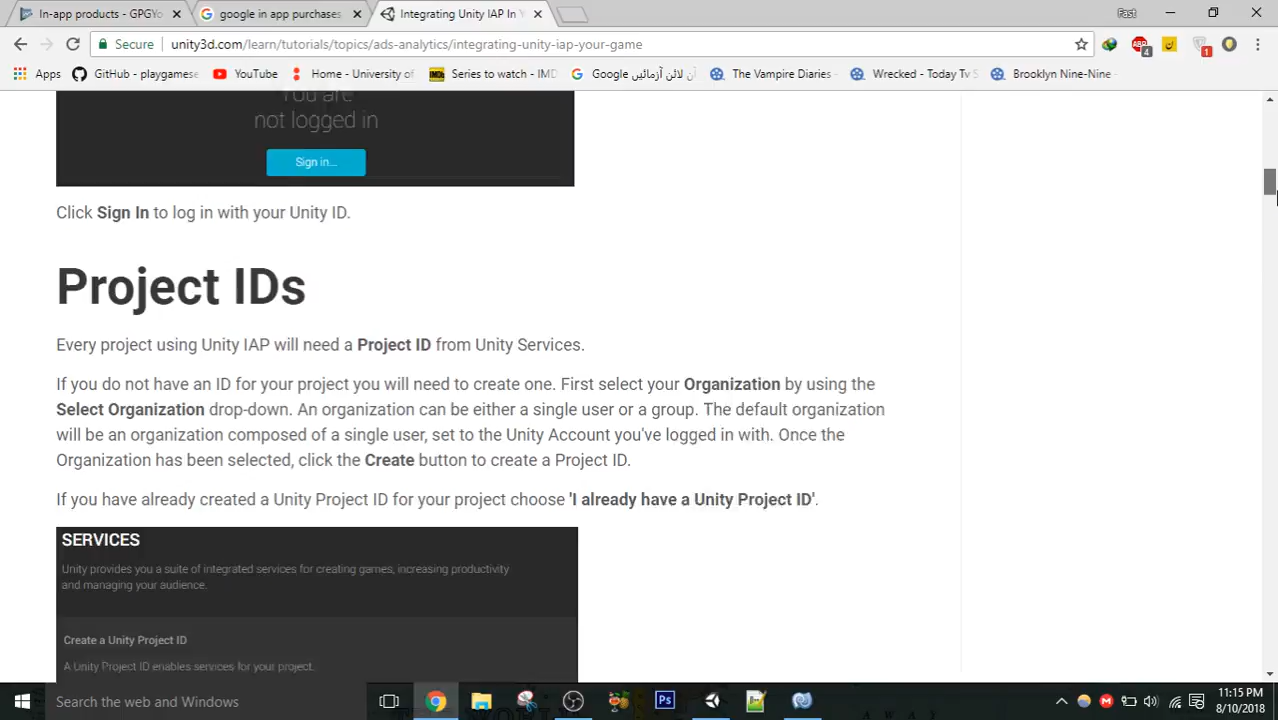 In-app products - GPGYo
google in app purchases
Integrating Unity IAP In Y
Fast
Secure
unity3d.com/learn/tutorials/topics/ads-analytics/integrating-unity-iap-your-game
Apps
GitHub - playgamese
YouTube
Home - University of
Series to watch - IMD
Google آن لائن آزمائیں
The Vampire Diaries -
Wrecked - Today Tv S
Brooklyn Nine-Nine -
You are
not logged in
Sign in...
Click Sign In to log in with your Unity ID.
Project IDs
Every project using Unity IAP will need a Project ID from Unity Services.
If you do not have an ID for your project you will need to create one. First select your Organization by using the
Select Organization drop-down. An organization can be either a single user or a group. The default organization
will be an organization composed of a single user, set to the Unity Account you've logged in with. Once the
Organization has been selected, click the Create button to create a Project ID.
If you have already created a Unity Project ID for your project choose 'I already have a Unity Project ID'.
SERVICES
Unity provides you a suite of integrated services for creating games, increasing productivity
and managing your audience.
Create a Unity Project ID
A Unity Project ID enables services for your project.
Search the web and Windows
11:15 PM
8/10/2018